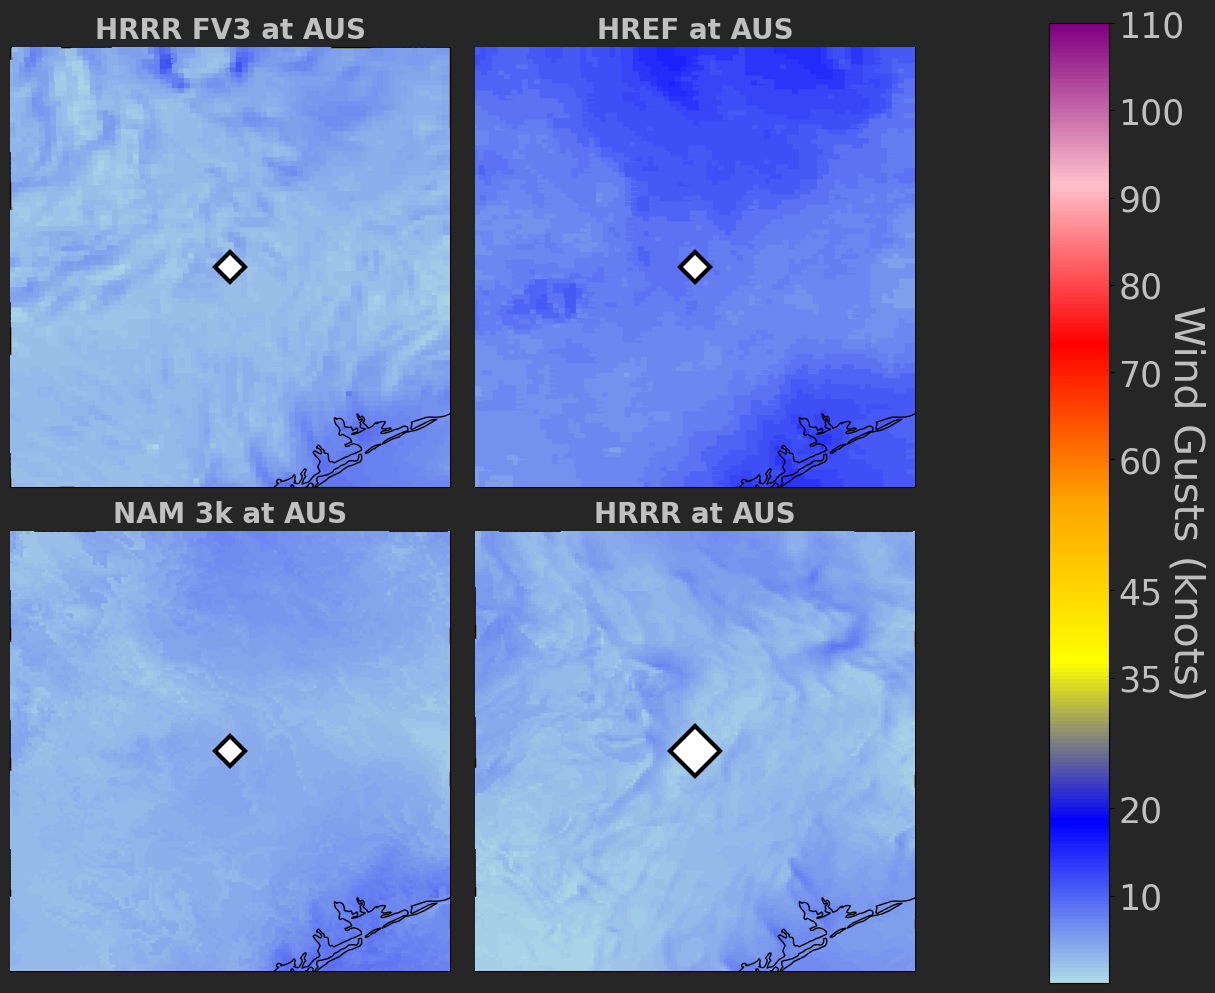 HRRR FV3 at AUS
HREF at AUS
NAM 3k at AUS
HRRR at AUS
110
100
90
80
70
60
45
35
20
10
Wind Gusts (knots)